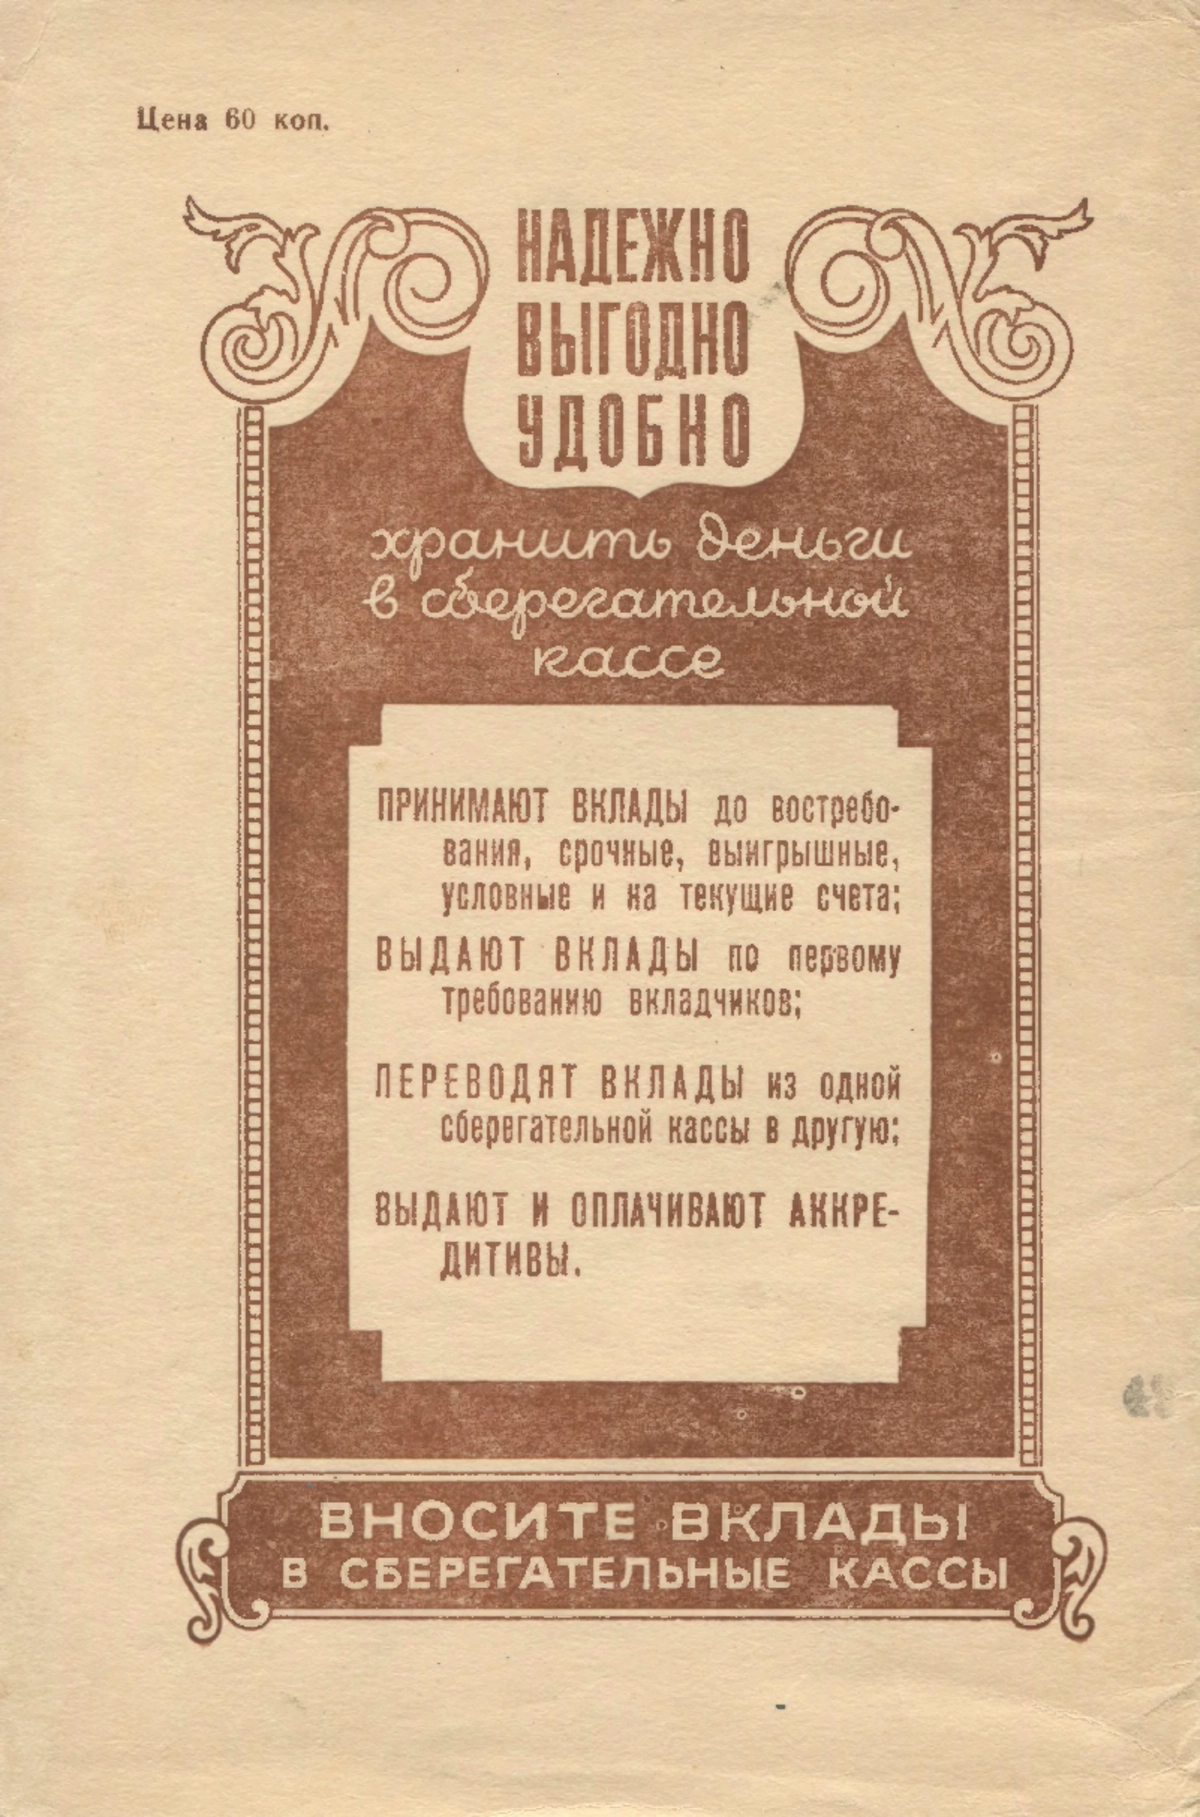 Цена 60 коп.
НАДЕЖНО
ВЫГОДНО
УДОБНО
хранить деньги
в сберегательной
кассе
ПРИНИМАЮТ ВКЛАДЫ до востребо-
вания, срочные, выигрышные,
условные и на текущие счета;
ВЫДАЮТ ВКЛАДЫ по первому
требованию вкладчиков;
ПЕРЕВОДЯТ ВКЛАДЫ из одной
сберегательной кассы в другую;
ВЫДАЮТ И ОПЛАЧИВАЮТ АККРЕ-
ДИТИВЫ.
ВНОСИТЕ ВКЛАДЫ
В СБЕРЕГАТЕЛЬНЫЕ КАССЫ